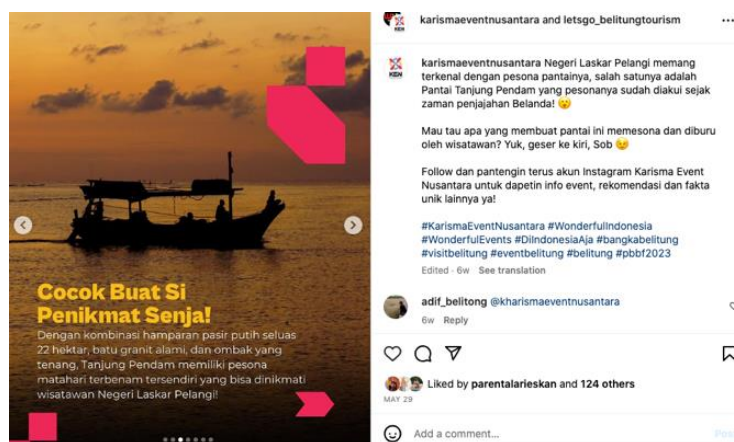 Cocok Buat Si
Penikmat Senja!
Dengan kombinasi hamparan pasir putih seluas
22 hektar, batu granit alami, dan ombak yang
tenang, Tanjung Pendam memiliki pesona
matahari terbenam tersendiri yang bisa dinikmati
wisatawan Negeri Laskar Pelangi!
karismaeventnusantara and letsgo_belitungtourism
KEN
karismaeventnusantara Negeri Laskar Pelangi memang
terkenal dengan pesona pantainya, salah satunya adalah
Pantai Tanjung Pendam yang pesonanya sudah diakui sejak
zaman penjajahan Belanda! 😮
Mau tau apa yang membuat pantai ini memesona dan diburu
oleh wisatawan? Yuk, geser ke kiri, Sob 😉
Follow dan pantengin terus akun Instagram Karisma Event
Nusantara untuk dapetin info event, rekomendasi dan fakta
unik lainnya ya!
#KarismaEventNusantara #WonderfulIndonesia
#WonderfulEvents #DiIndonesiaAja #bangkabelitung
#visitbelitung #eventbelitung #belitung #pbbf2023
Edited · 6w See translation
adif_belitong @kharismaeventnusantara
6w Reply
Liked by parentalarieskan and 124 others
MAY 29
Add a comment...
Post